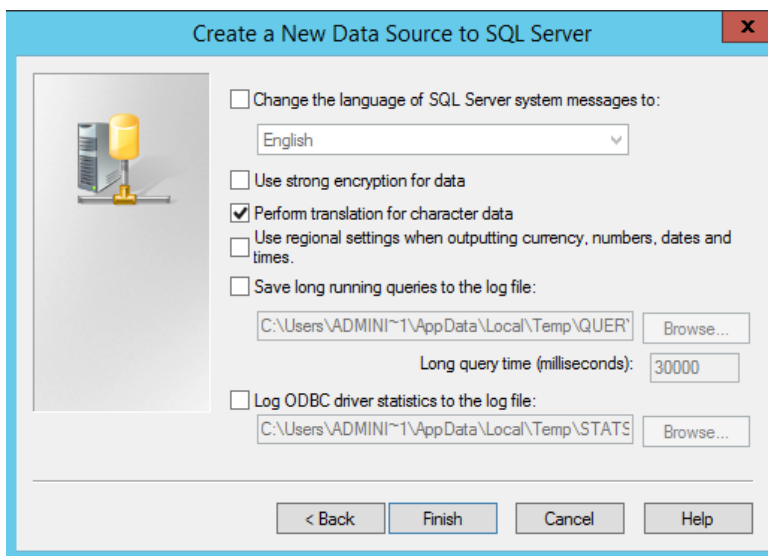 Create a New Data Source to SQL Server
x
Change the language of SQL Server system messages to:
English
Use strong encryption for data
Perform translation for character data
Use regional settings when outputting currency, numbers, dates and
times.
Save long running queries to the log file:
C:\Users\ADMINI~1\AppData\Local\Temp\QUERY
Browse...
Long query time (milliseconds):
30000
Log ODBC driver statistics to the log file:
C:\Users\ADMINI~1\AppData\Local\Temp\STATS
Browse...
< Back
Finish
Cancel
Help